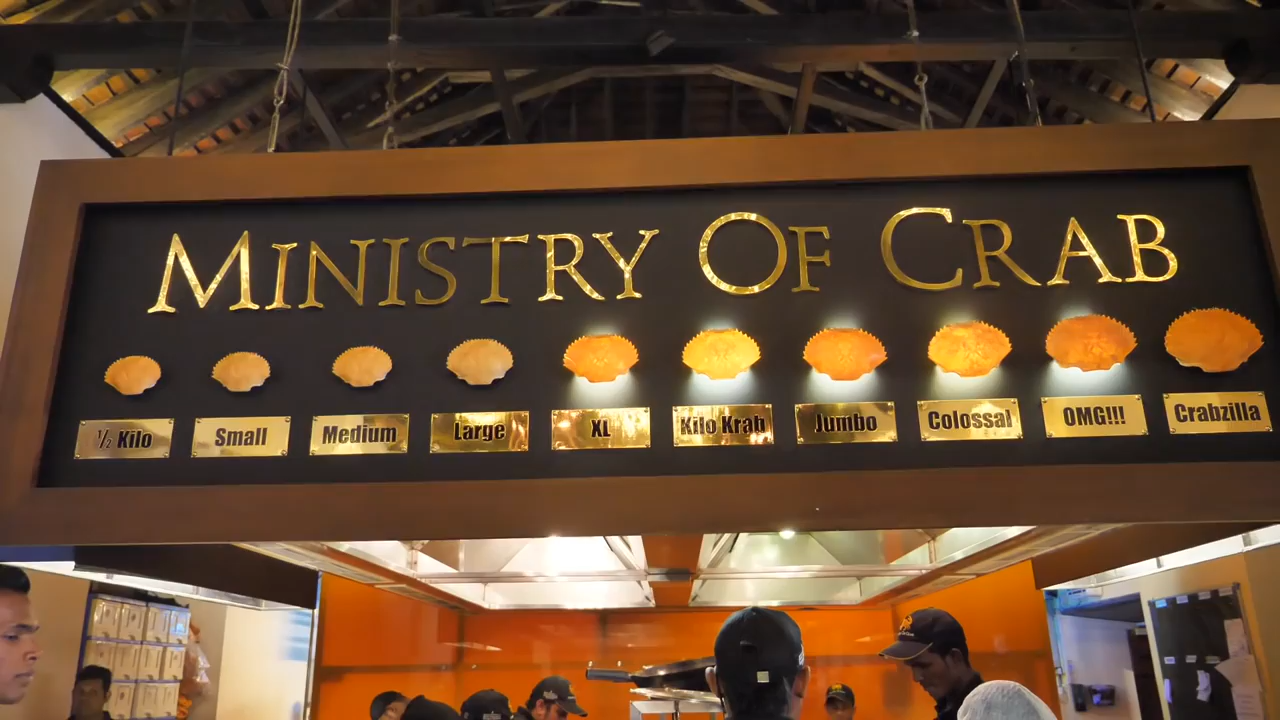 MINISTRY OF CRAB
½ Kilo
Small
Medium
Large
XL
Kilo Krab
Jumbo
Colossal
OMG!!!
Crabzilla